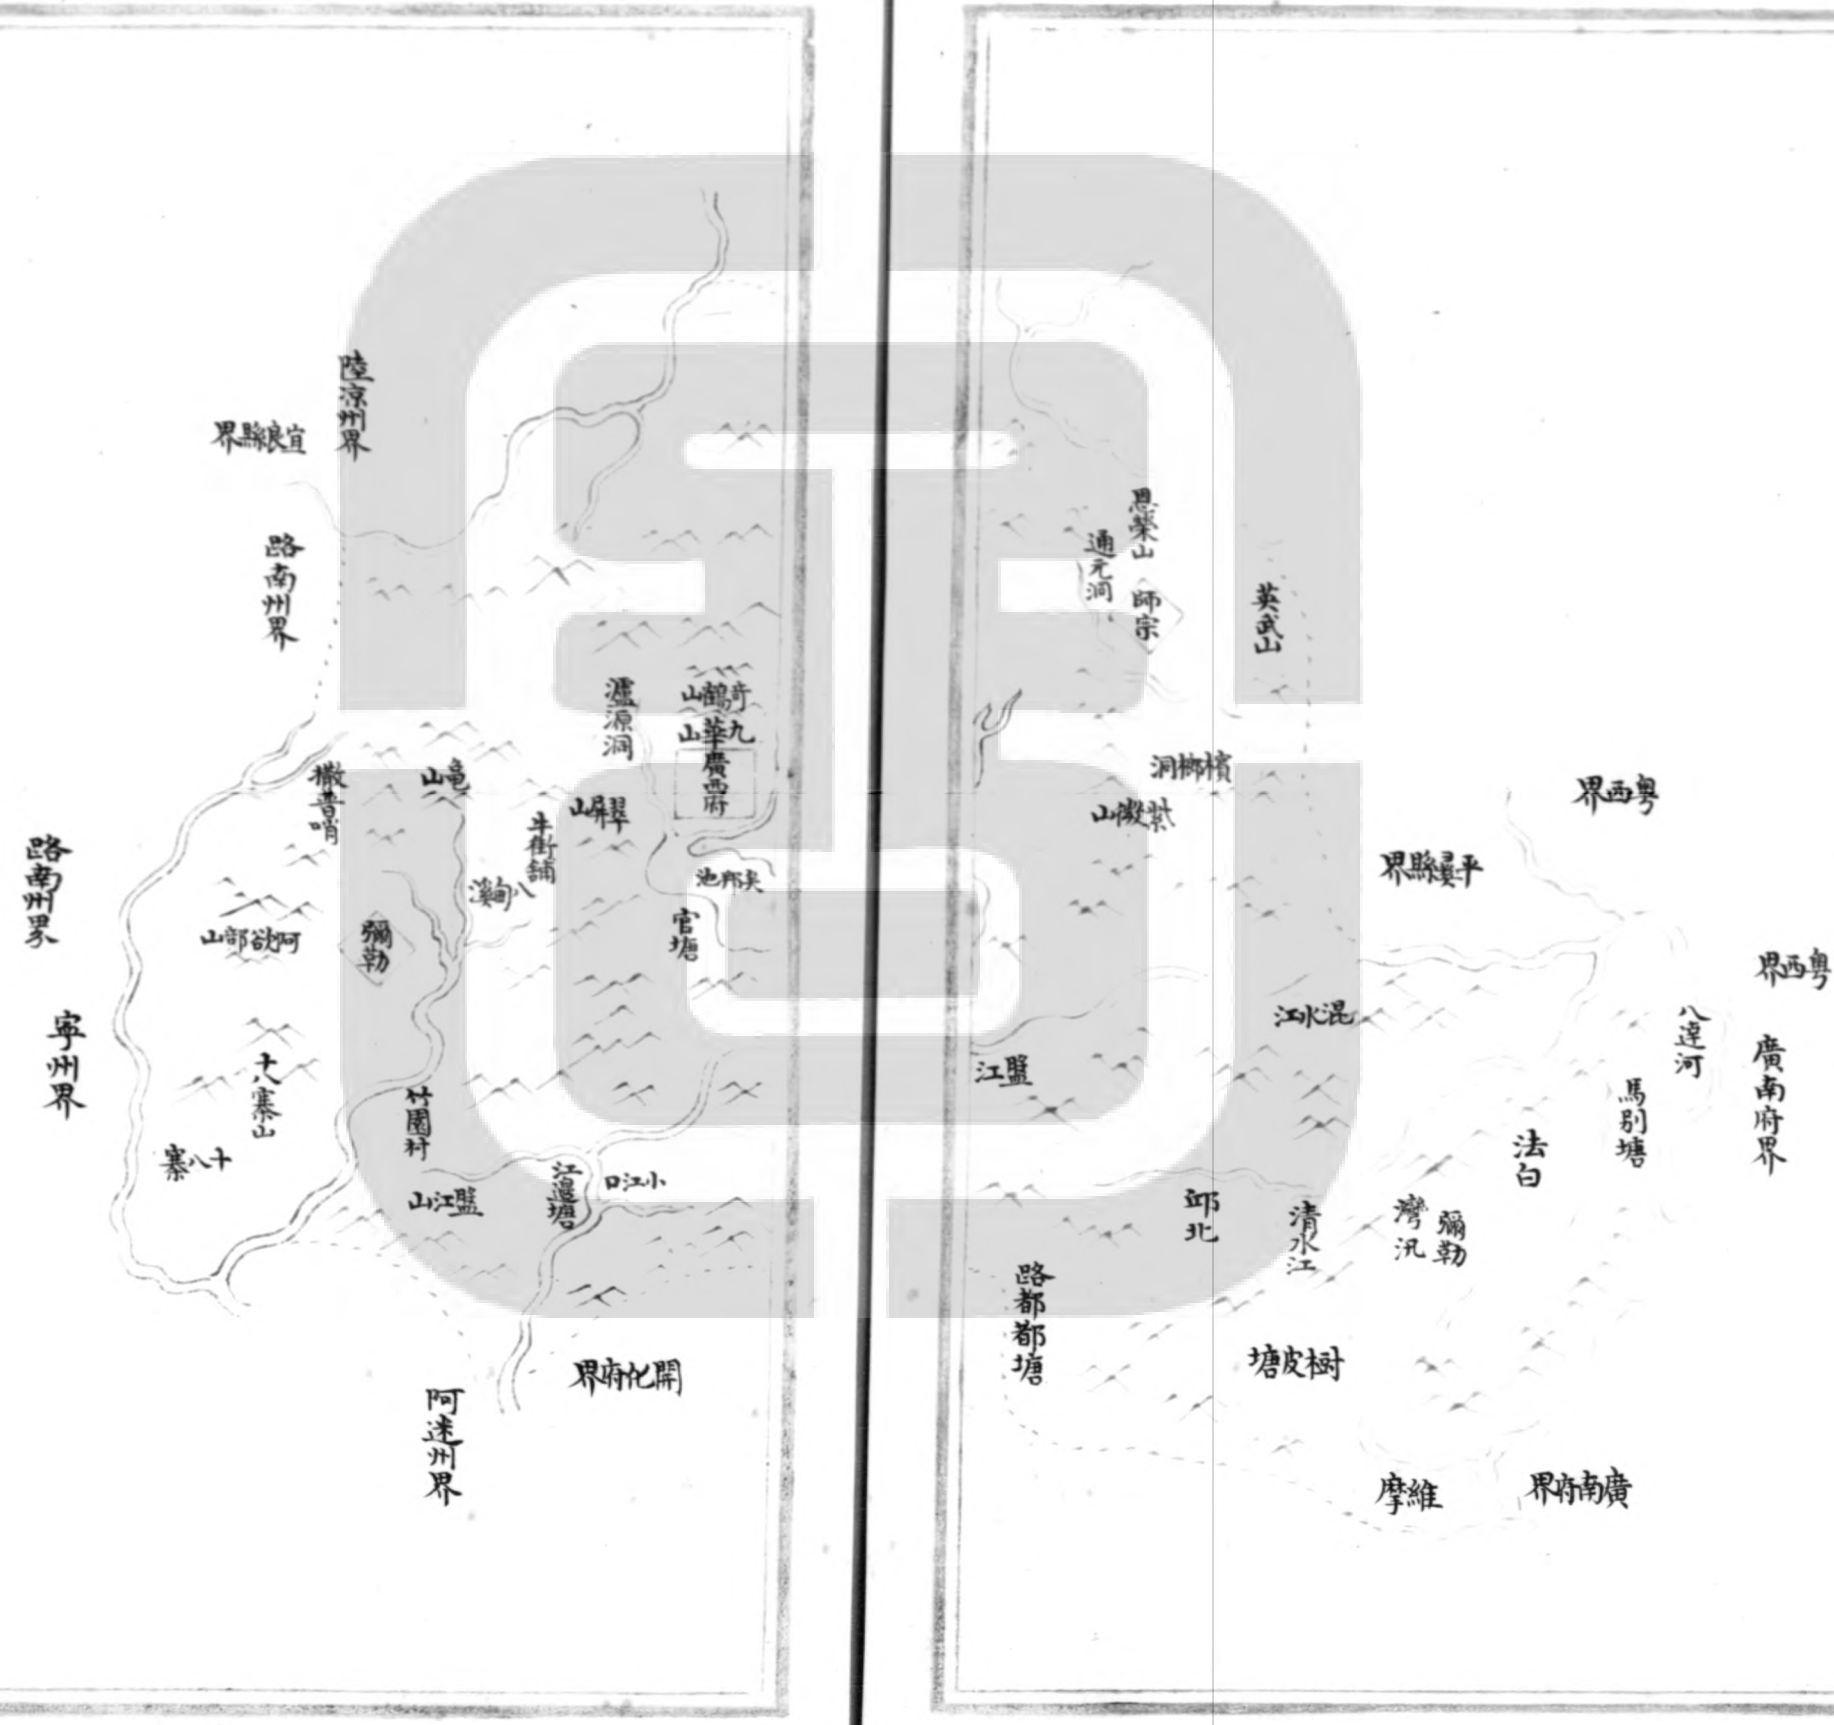 陸涼州界
宜良縣界
路南州界
瀘源洞
奇鶴山
九華山
廣西府
撒普哨
竜山
翠屏山
牛街舖
八甸溪
矣邦池
官塘
路南州界
阿欲部山
彌勒
寧州界
十八寨山
十八寨
竹園村
盤江山
江邊塘
小江口
開化府界
阿迷州界
恩榮山
通元洞
師宗
英武山
檳榔洞
紫微山
粵西界
平彝縣界
粵西界
混水江
盤江
八達河
廣南府界
馬別塘
法白
邱北
清水江
彌勒
灣汛
路都都塘
樹皮塘
維摩
廣南府界